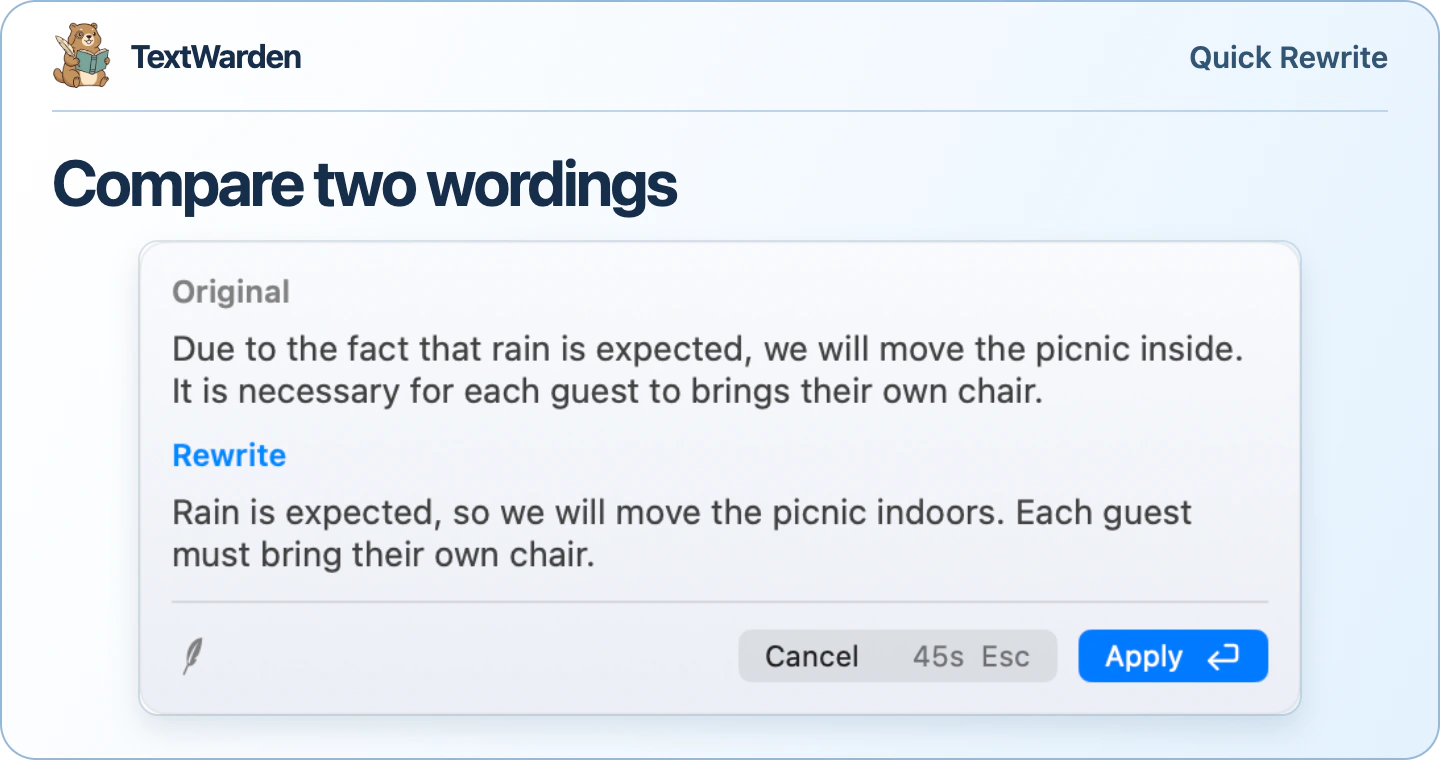 TextWarden
Quick Rewrite
Compare two wordings
Original
Due to the fact that rain is expected, we will move the picnic inside.
It is necessary for each guest to brings their own chair.
Rewrite
Rain is expected, so we will move the picnic indoors. Each guest
must bring their own chair.
Cancel 45s Esc
Apply